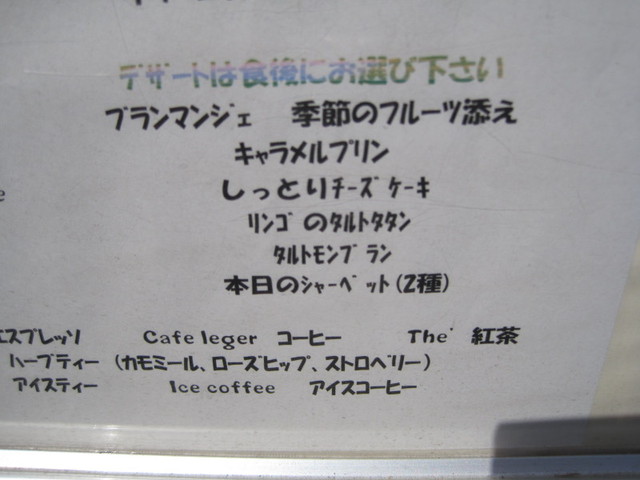 デザートは食後にお選び下さい
ブランマンジェ 季節のフルーツ添え
キャラメルプリン
しっとりﾁｰｽﾞｹｰｷ
ﾘﾝｺﾞのﾀﾙﾄﾀﾀﾝ
ﾀﾙﾄﾓﾝﾌﾞﾗﾝ
本日のｼｬｰﾍﾞｯﾄ(2種)
エスプレッソ Cafe leger コーヒー The' 紅茶
ハーブティー (カモミール、ローズヒップ、ストロベリー)
アイスティー Ice coffee アイスコーヒー